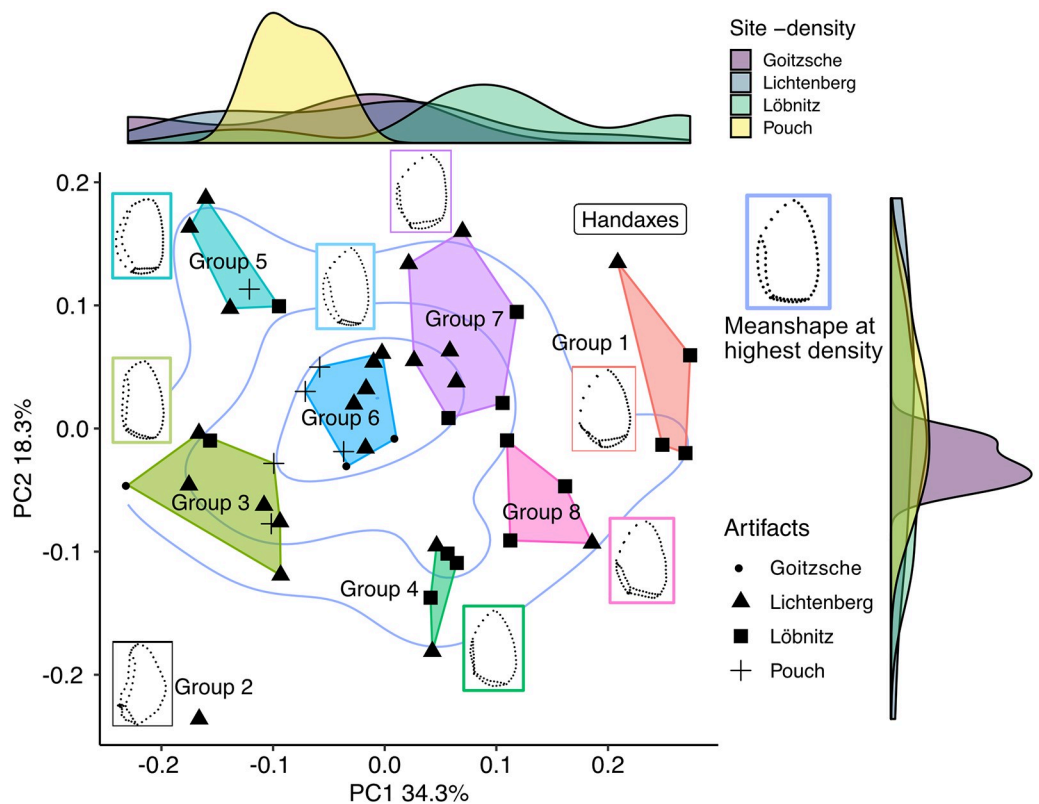 Site −density
Goitzsche
Lichtenberg
Löbnitz
Pouch
0.2
0.1
0.0
-0.1
-0.2
PC2 18.3%
Handaxes
Group 5
Group 7
Group 1
Group 6
Group 3
Group 8
Group 4
Group 2
-0.2
-0.1
0.0
0.1
0.2
PC1 34.3%
Meanshape at
highest density
Artifacts
Goitzsche
Lichtenberg
Löbnitz
Pouch